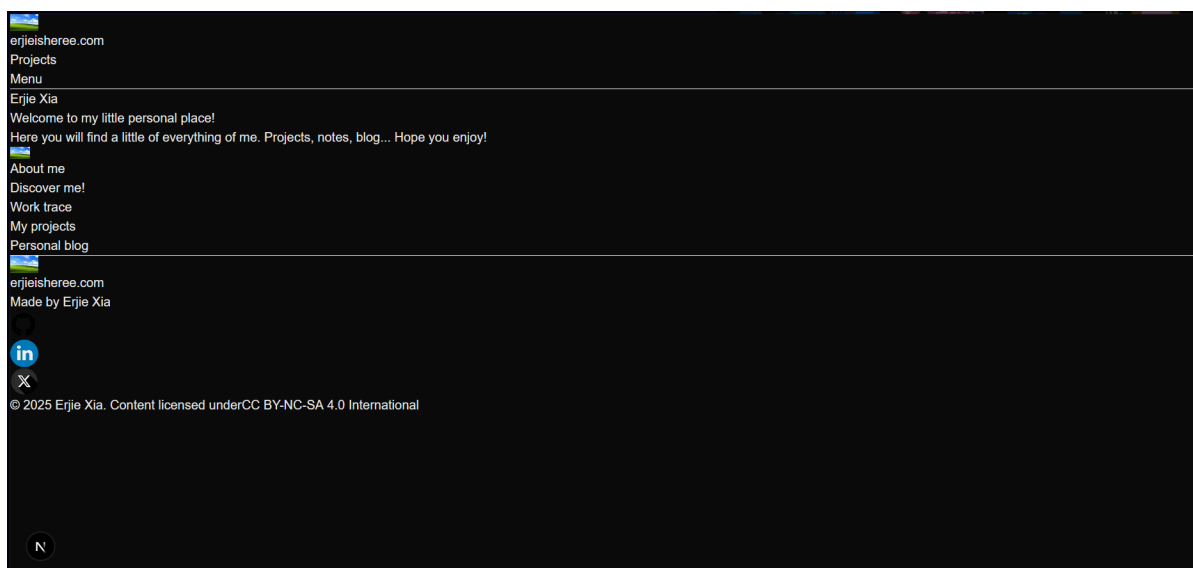 erjieisheree.com
Projects
Menu
Erjie Xia
Welcome to my little personal place!
Here you will find a little of everything of me. Projects, notes, blog... Hope you enjoy!
About me
Discover me!
Work trace
My projects
Personal blog
erjieisheree.com
Made by Erjie Xia
in
X
© 2025 Erjie Xia. Content licensed underCC BY-NC-SA 4.0 International
N